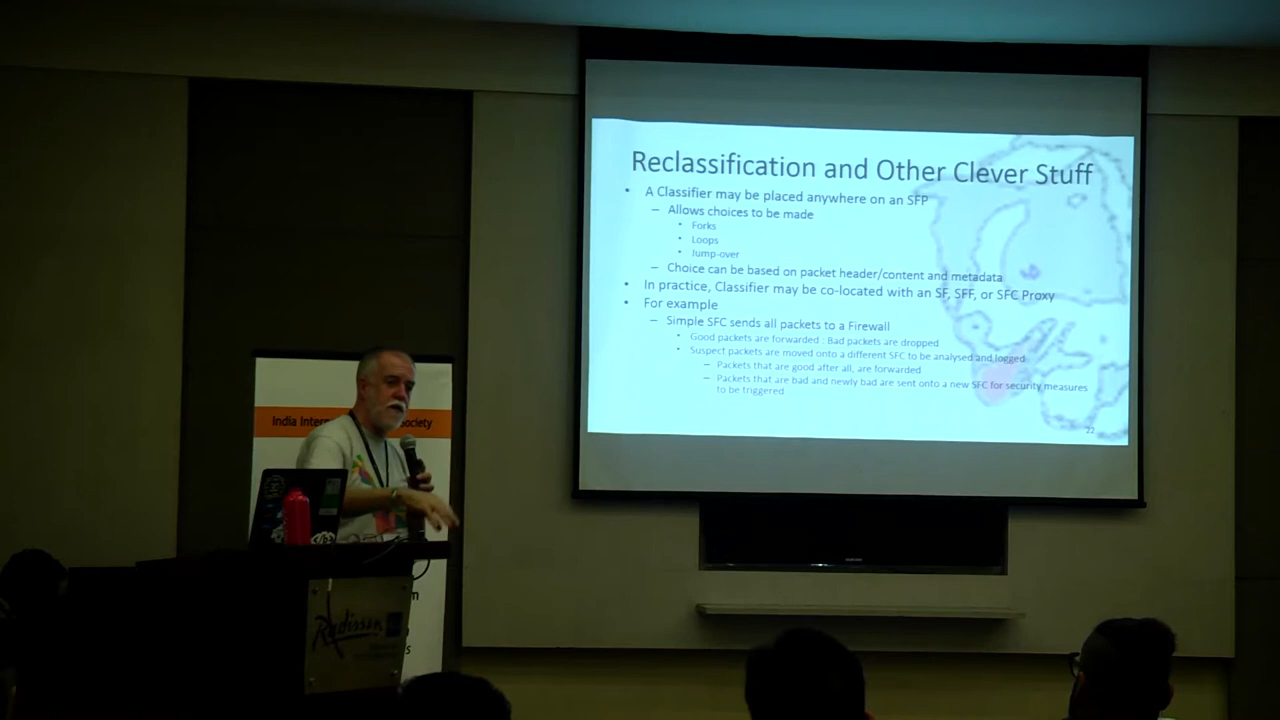 Reclassification and Other Clever Stuff
• A Classifier may be placed anywhere on an SFP
– Allows choices to be made
• Forks
• Loops
• Jump-over
– Choice can be based on packet header/content and metadata
• In practice, Classifier may be co-located with an SF, SFF, or SFC Proxy
• For example
– Simple SFC sends all packets to a Firewall
• Good packets are forwarded : Bad packets are dropped
• Suspect packets are moved onto a different SFC to be analysed and logged
– Packets that are good after all, are forwarded
– Packets that are bad and newly bad are sent onto a new SFC for security measures
to be triggered
22
India
Radisson